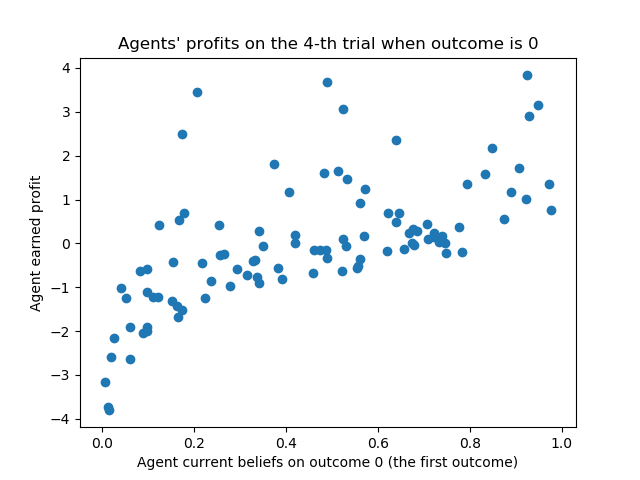 Agents' profits on the 4-th trial when outcome is 0
4
3
2
1
0
−1
−2
−3
−4
Agent earned profit
0.0 0.2 0.4 0.6 0.8 1.0
Agent current beliefs on outcome 0 (the first outcome)